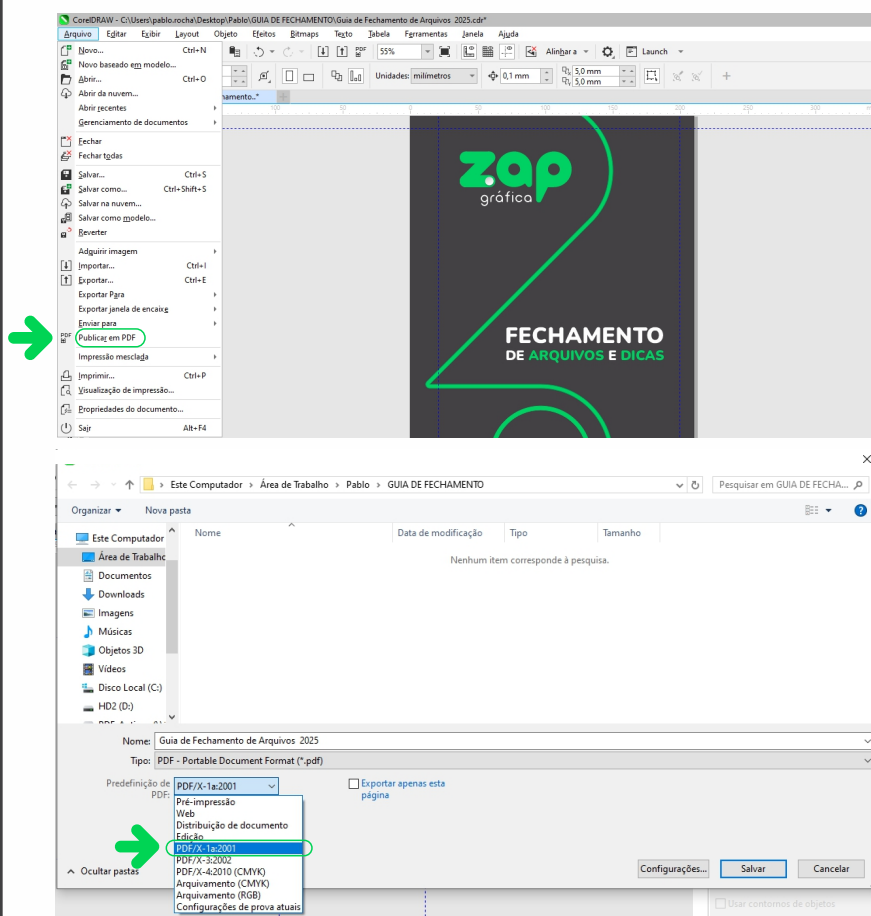 CorelDRAW - C:\Users\pablo.rocha\Desktop\Pablo\GUIA DE FECHAMENTO\Guia de Fechamento de Arquivos 2025.cdr*
Arquivo Editar Exibir Layout Objeto Efeitos Bitmaps Texto Tabela Ferramentas Janela Ajuda
Novo... Ctrl+N
PDF 55% Alinhar a Launch
Novo baseado em modelo...
Abrir... Ctrl+O
Unidades: milímetros 0,1 mm 5,0 mm
5,0 mm
Abrir da nuvem...
Abrir recentes
Gerenciamento de documentos
Fechar
Fechar todas
Salvar... Ctrl+S
Salvar como... Ctrl+Shift+S
Salvar na nuvem...
Salvar como modelo...
Reverter
Adquirir imagem
Importar... Ctrl+I
Exportar... Ctrl+E
Exportar Para
Exportar janela de encaixe
Enviar para
PDF Publicar em PDF
Impressão mesclada
Imprimir... Ctrl+P
Visualização de impressão...
Propriedades do documento...
Sair Alt+F4
100 50 0 50 100 150 200 250 300
zap
gráfica
FECHAMENTO
DE ARQUIVOS E DICAS
Este Computador > Área de Trabalho > Pablo > GUIA DE FECHAMENTO
Pesquisar em GUIA DE FECHA...
Organizar Nova pasta
Nome Data de modificação Tipo Tamanho
Nenhum item corresponde à pesquisa.
Este Computador
Área de Trabalho
Documentos
Downloads
Imagens
Músicas
Objetos 3D
Vídeos
Disco Local (C:)
HD2 (D:)
Nome: Guia de Fechamento de Arquivos 2025
Tipo: PDF - Portable Document Format (*.pdf)
Predefinição de PDF: PDF/X-1a:2001
Exportar apenas esta
página
Pré-impressão
Web
Distribuição de documento
Edição
PDF/X-1a:2001
PDF/X-3:2002
PDF/X-4:2010 (CMYK)
Arquivamento (CMYK)
Arquivamento (RGB)
Configurações de prova atuais
Ocultar pastas
Configurações... Salvar Cancelar
Usar contornos de objetos